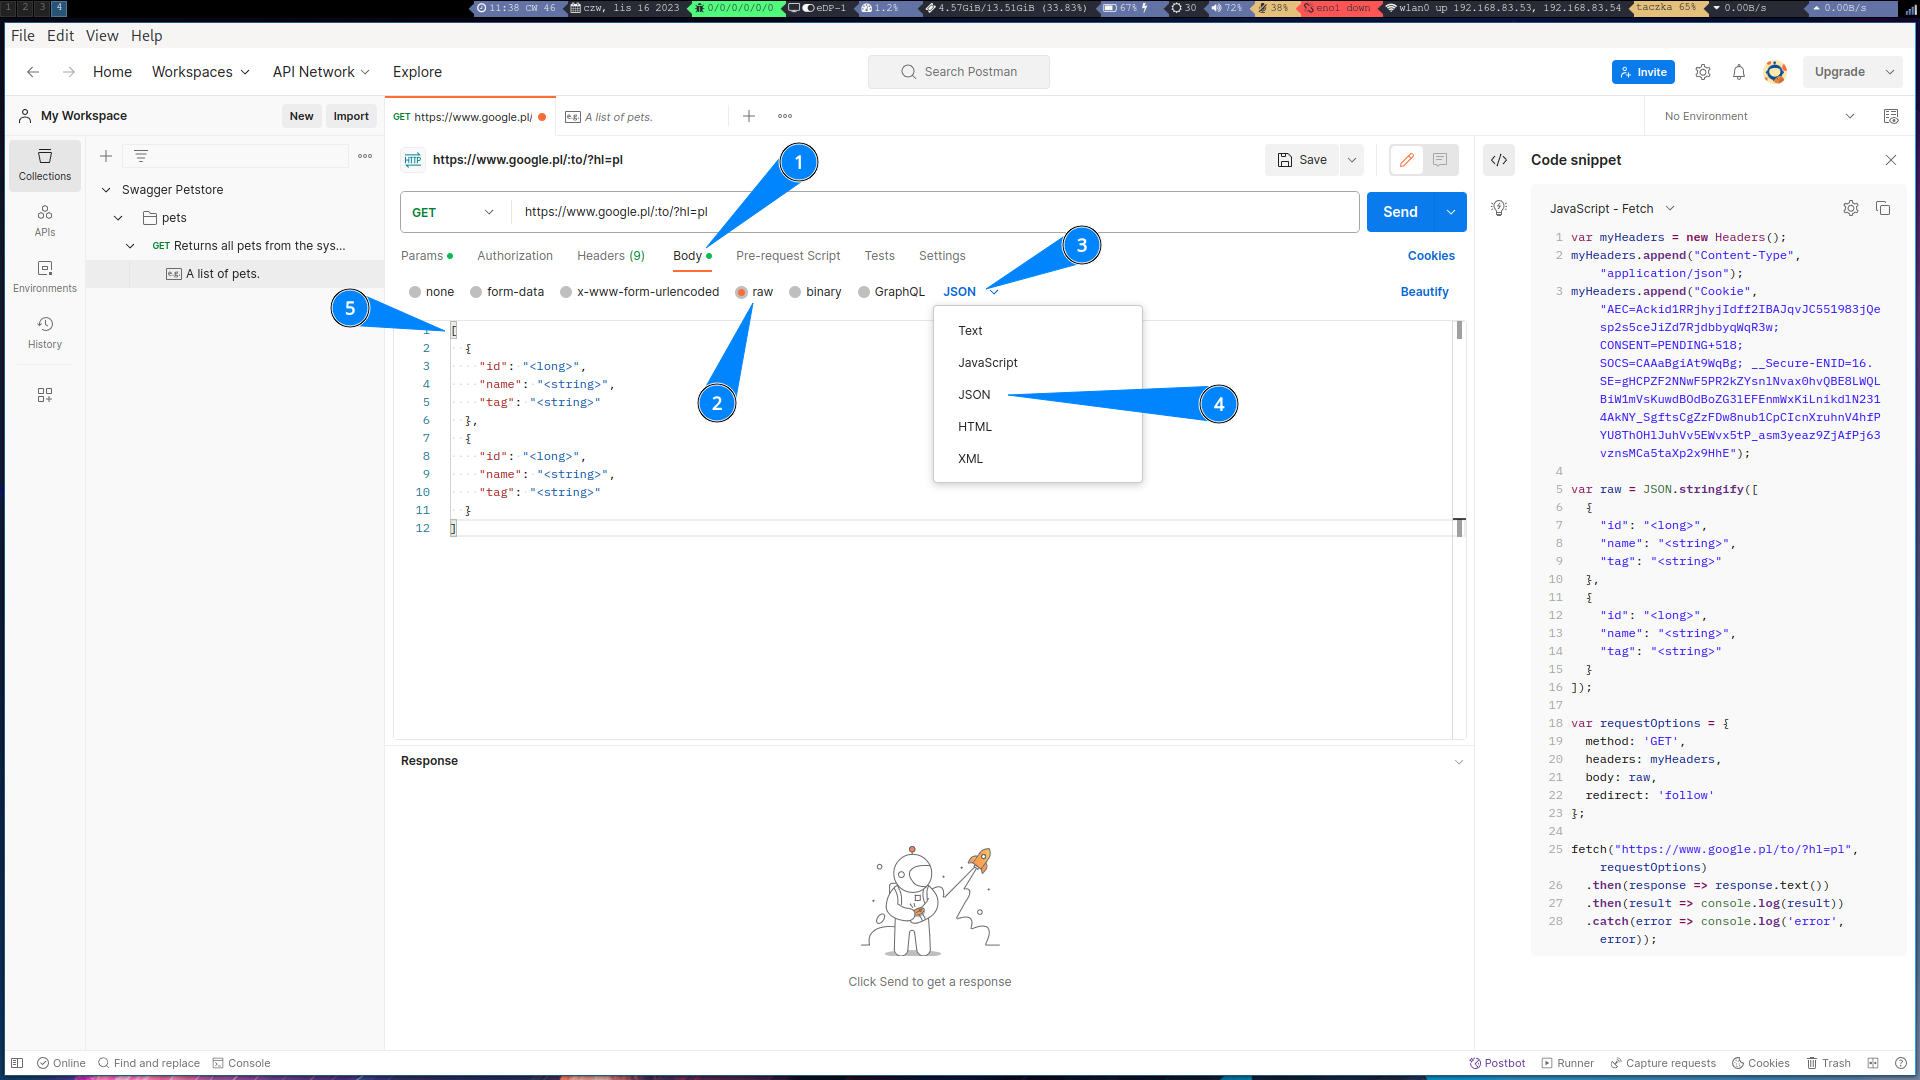 1 2 3 4
11:38 CW 46 czw, lis 16 2023 0/0/0/0/0/0 eDP-1 1.2% 4.57GiB/13.51GiB (33.83%) 67% 30 72% 38% eno1 down wlan0 up 192.168.83.53, 192.168.83.54 taczka 65% 0.00B/s 0.00B/s
File Edit View Help
Home Workspaces API Network Explore Search Postman Invite Upgrade
My Workspace New Import GET https://www.google.pl/ e.g. A list of pets. No Environment
Collections
APIs
Environments
History
Swagger Petstore
pets
GET Returns all pets from the sys...
e.g. A list of pets.
HTTP https://www.google.pl/:to/?hl=pl Save
1
GET https://www.google.pl/:to/?hl=pl Send
Params Authorization Headers (9) Body Pre-request Script Tests Settings Cookies
3
none form-data x-www-form-urlencoded raw binary GraphQL JSON Beautify
5
2
4
Text
JavaScript
JSON
HTML
XML
1 [
2 {
3 "id": "<long>",
4 "name": "<string>",
5 "tag": "<string>"
6 },
7 {
8 "id": "<long>",
9 "name": "<string>",
10 "tag": "<string>"
11 }
12 ]
Response
Click Send to get a response
Code snippet
JavaScript - Fetch
1 var myHeaders = new Headers();
2 myHeaders.append("Content-Type",
"application/json");
3 myHeaders.append("Cookie",
"AEC=Ackid1RRjhyjIdff2IBAJqvJC551983jQe
sp2s5ceJiZd7RjdbbyqWqR3w;
CONSENT=PENDING+518;
SOCS=CAAaBgiAt9WqBg; __Secure-ENID=16.
SE=gHCPZF2NNwF5PR2kZYsnlNvax0hvQBE8LWQL
BiW1mVsKuwdBOdBoZG3lEFEnmWxKiLnikdlN231
4AkNY_SgftsCgZzFDw8nub1CpCIcnXruhnV4hfP
YU8ThOHlJuhVv5EWvx5tP_asm3yeaz9ZjAfPj63
vznsMCa5taXp2x9HhE");
4
5 var raw = JSON.stringify([
6 {
7 "id": "<long>",
8 "name": "<string>",
9 "tag": "<string>"
10 },
11 {
12 "id": "<long>",
13 "name": "<string>",
14 "tag": "<string>"
15 }
16 ]);
17
18 var requestOptions = {
19 method: 'GET',
20 headers: myHeaders,
21 body: raw,
22 redirect: 'follow'
23 };
24
25 fetch("https://www.google.pl/to/?hl=pl",
requestOptions)
26 .then(response => response.text())
27 .then(result => console.log(result))
28 .catch(error => console.log('error',
error));
Online Find and replace Console Postbot Runner Capture requests Cookies Trash